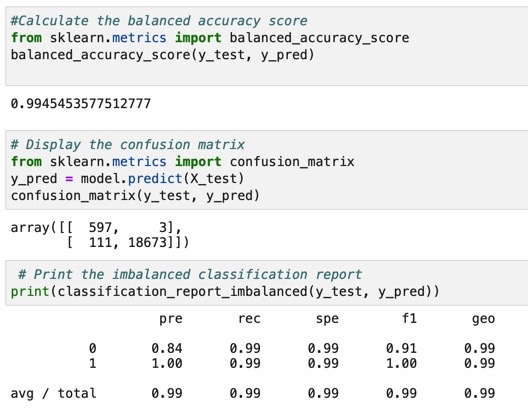 #Calculate the balanced accuracy score
from sklearn.metrics import balanced_accuracy_score
balanced_accuracy_score(y_test, y_pred)
0.9945453577512777
# Display the confusion matrix
from sklearn.metrics import confusion_matrix
y_pred = model.predict(X_test)
confusion_matrix(y_test, y_pred)
array([[  597,     3],
       [  111, 18673]])
# Print the imbalanced classification report
print(classification_report_imbalanced(y_test, y_pred))
pre rec spe f1 geo
0 0.84 0.99 0.99 0.91 0.99
1 1.00 0.99 0.99 1.00 0.99
avg / total 0.99 0.99 0.99 0.99 0.99